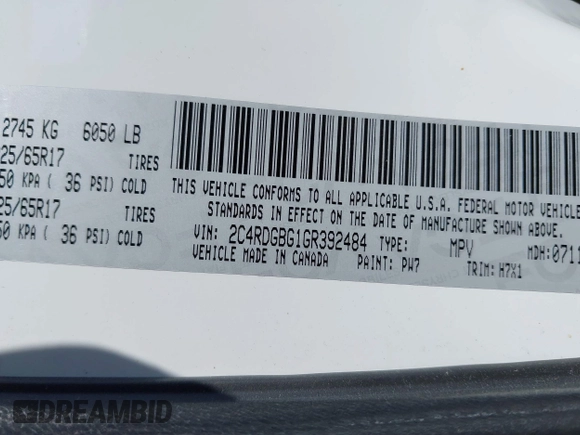 2745 KG 6050 LB
25/65R17 TIRES
50 KPA ( 36 PSI) COLD
25/65R17 TIRES
50 KPA ( 36 PSI) COLD
THIS VEHICLE CONFORMS TO ALL APPLICABLE U.S.A. FEDERAL MOTOR VEHICLE
STANDARDS IN EFFECT ON THE DATE OF MANUFACTURE SHOWN ABOVE.
VIN: 2C4RDGBG1GR392484 TYPE: MPV MDH:0711
VEHICLE MADE IN CANADA PAINT: PW7 TRIM: H7X1
DREAMBID